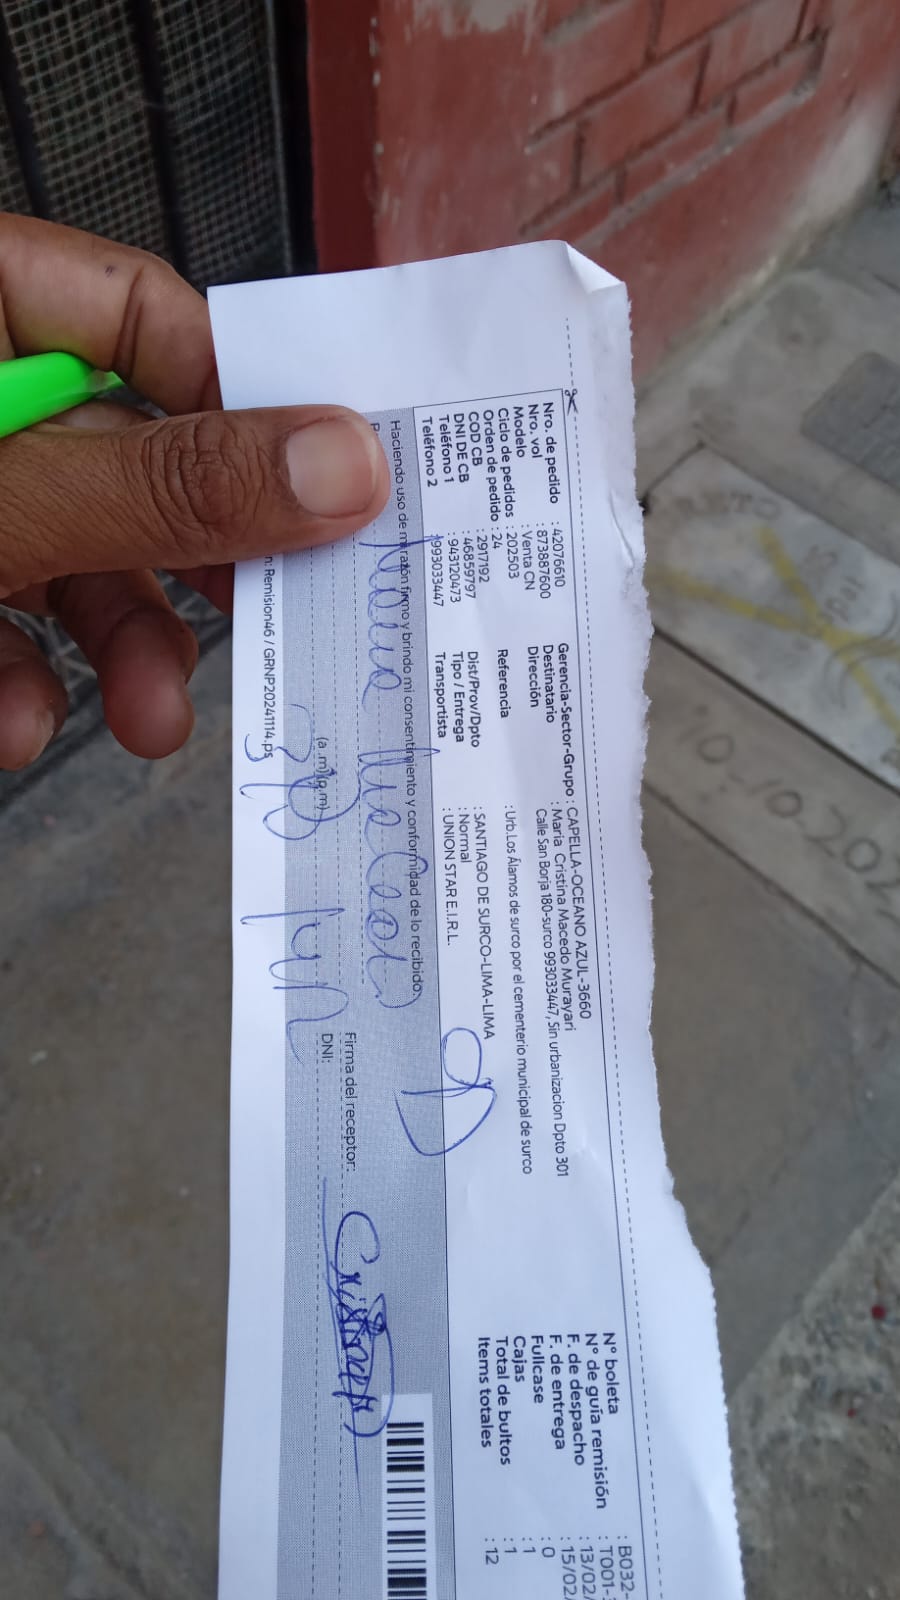 Nro. de pedido : 42076610
Nro. vol : 873887600
Modelo : Venta CN
Ciclo de pedidos : 202503
Orden de pedido : 24
COD CB : 2917192
DNI DE CB : 46859797
Teléfono 1 : 943120473
Teléfono 2 : 993033447
Gerencia-Sector-Grupo : CAPELLA-OCEANO AZUL-3660
Destinatario : Maria Cristina Macedo Murayari
Dirección Calle San Borja 180-surco 993033447, Sin urbanizacion Dpto 301
Referencia : Urb.Los Álamos de surco por el cementerio municipal de surco
Dist/Prov/Dpto : SANTIAGO DE SURCO-LIMA-LIMA
Tipo / Entrega : Normal
Transportista : UNION STAR E.I.R.L.
N° boleta : B032-
N° de guía remisión : T001-
F. de despacho : 13/02/
F. de entrega : 15/02/
Fullcase : 0
Cajas : 1
Total de bultos : 1
Items totales : 12
Haciendo uso de mi razón firmo y brindo mi consentimiento y conformidad de lo recibido.
(a.m) (p.m)
Firma del receptor:
DNI:
n: Remision46 / GRNP20241114.ps
10-10-202